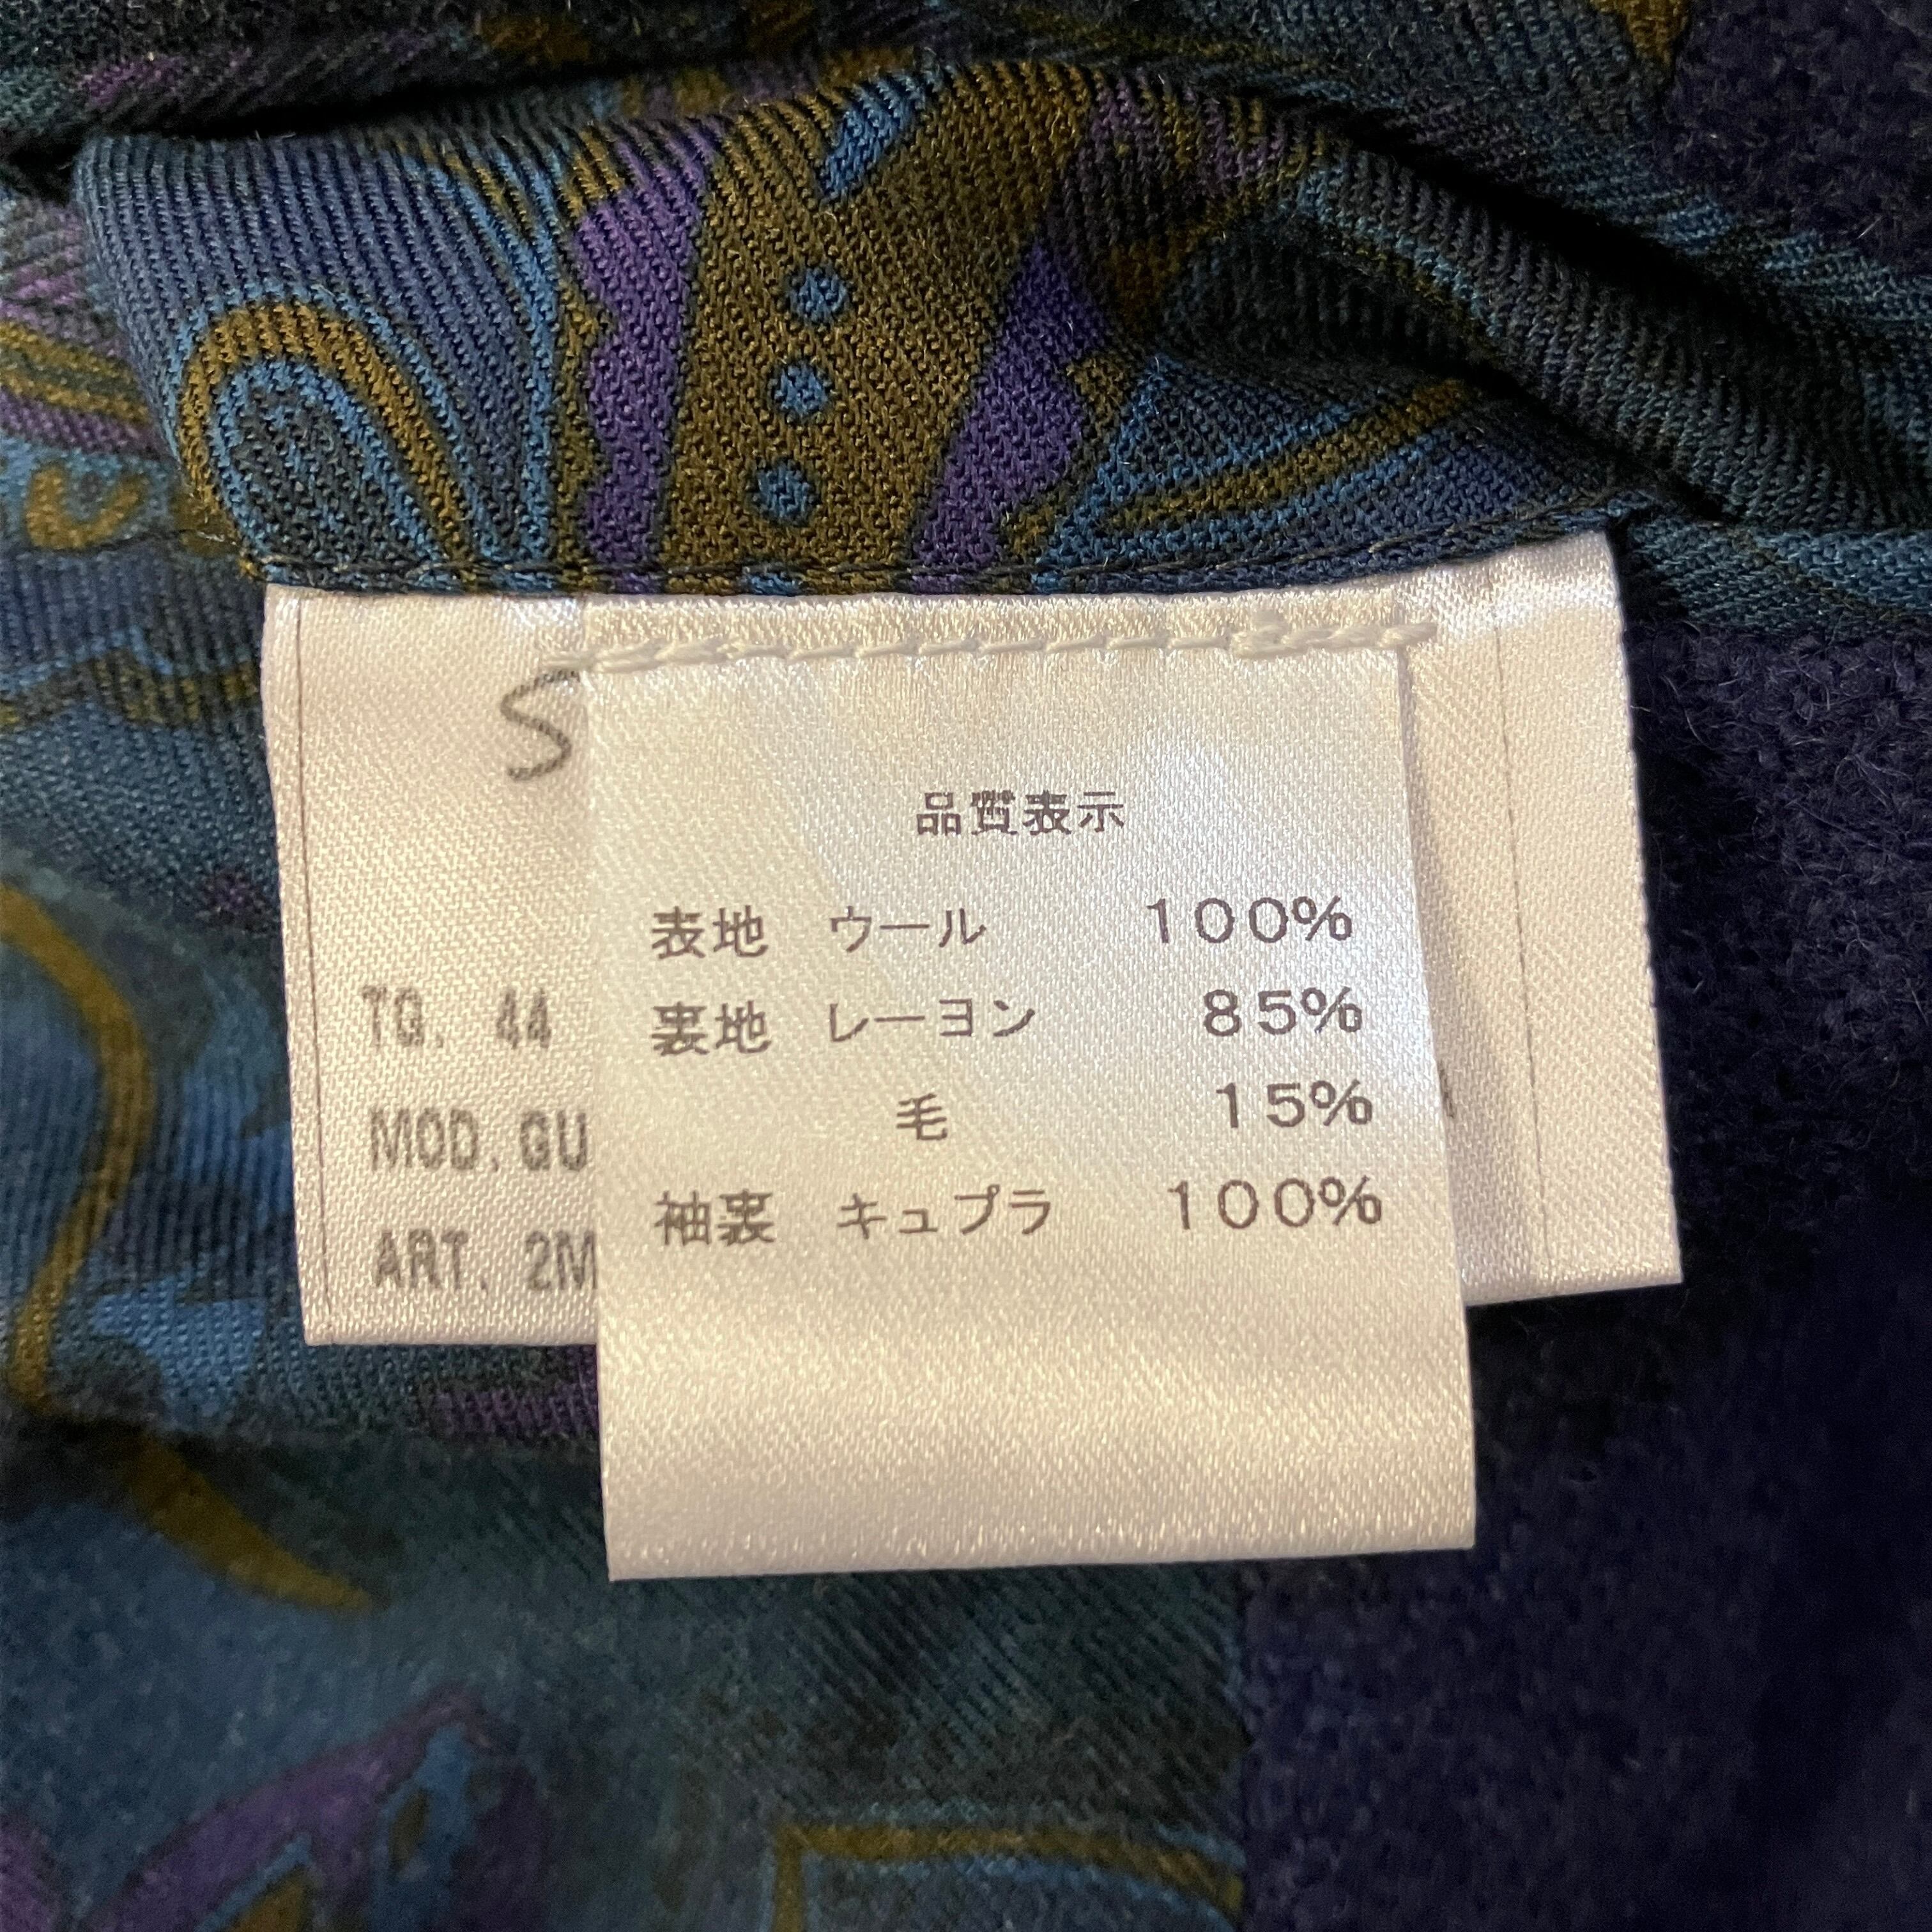 S
品質表示
表地 ウール 100%
裏地 レーヨン 85%
毛 15%
袖裏 キュプラ 100%
TG. 44
MOD. GU
ART. 2M